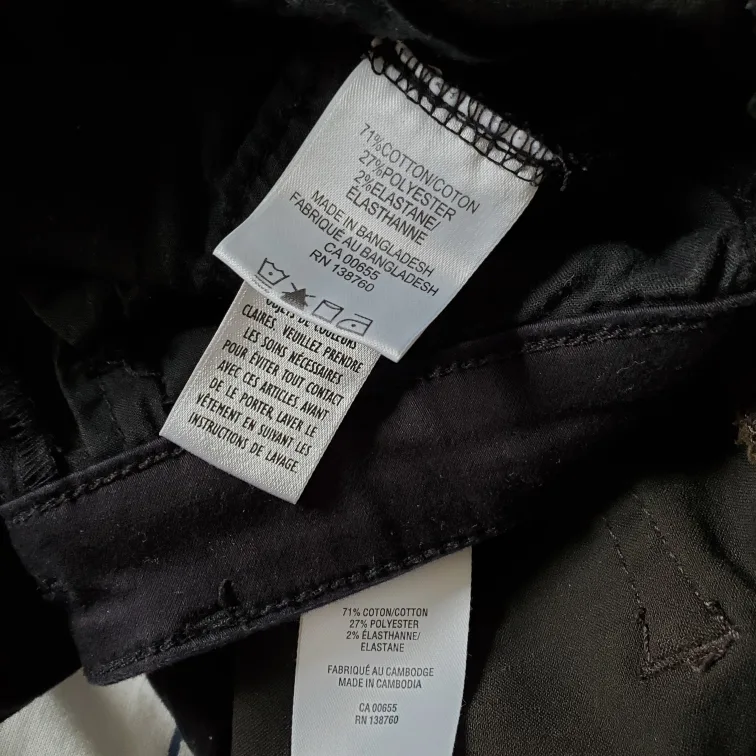 71%COTTON/COTON
27%POLYESTER
2%ELASTANE/
ÉLASTHANNE
MADE IN BANGLADESH
FABRIQUÉ AU BANGLADESH
CA 00655
RN 138760
OBJETS DE COULEURS
CLAIRES. VEUILLEZ PRENDRE
LES SOINS NÉCESSAIRES
POUR ÉVITER TOUT CONTACT
AVEC CES ARTICLES AVANT
DE LE PORTER, LAVER LE
VÊTEMENT EN SUIVANT LES
INSTRUCTIONS DE LAVAGE.
71% COTON/COTTON
27% POLYESTER
2% ÉLASTHANNE/
ELASTANE
FABRIQUÉ AU CAMBODGE
MADE IN CAMBODIA
CA 00655
RN 138760